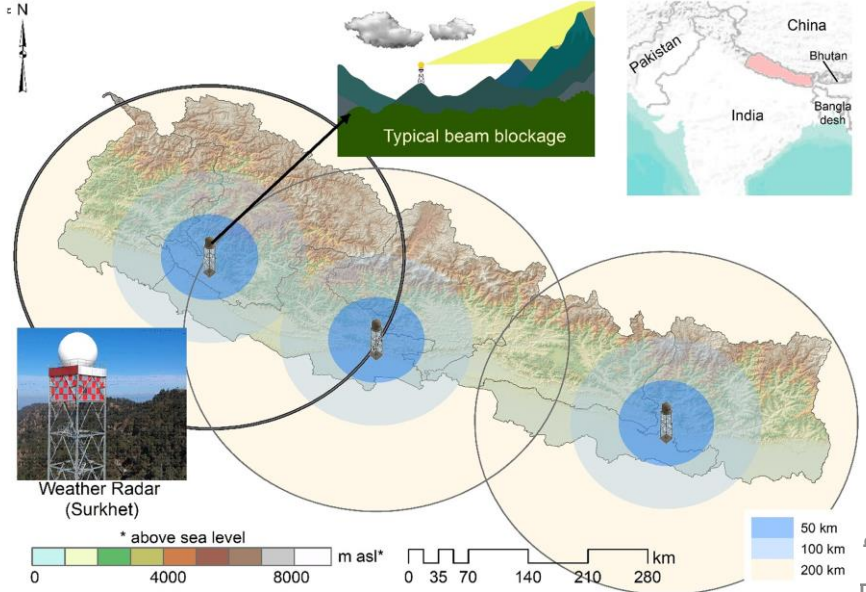 N
Typical beam blockage
China
Pakistan
Bhutan
India
Bangla
desh
Weather Radar
(Surkhet)
* above sea level
m asl*
0 4000 8000
km
0 35 70 140 210 280
50 km
100 km
200 km